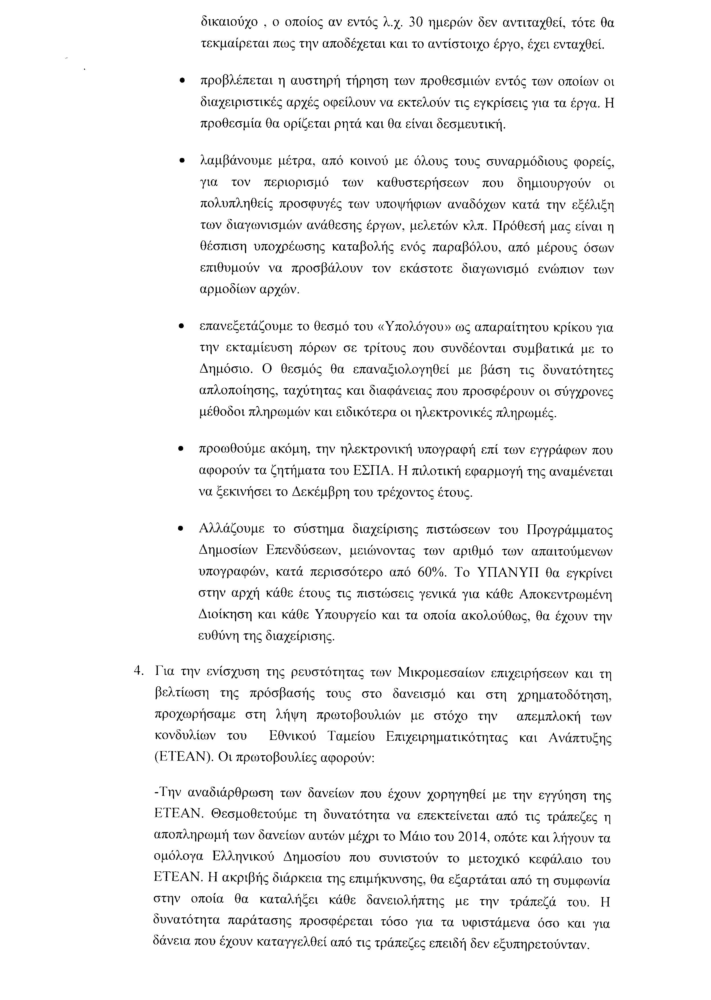 δικαιούχο , ο οποίος αν εντός λ.χ. 30 ημερών δεν αντιταχθεί, τότε θα
τεκμαίρεται πως την αποδέχεται και το αντίστοιχο έργο, έχει ενταχθεί.
• προβλέπεται η αυστηρή τήρηση των προθεσμιών εντός των οποίων οι
διαχειριστικές αρχές οφείλουν να εκτελούν τις εγκρίσεις για τα έργα. Η
προθεσμία θα ορίζεται ρητά και θα είναι δεσμευτική.
• λαμβάνουμε μέτρα, από κοινού με όλους τους συναρμόδιους φορείς,
για τον περιορισμό των καθυστερήσεων που δημιουργούν οι
πολυπληθείς προσφυγές των υποψήφιων αναδόχων κατά την εξέλιξη
των διαγωνισμών ανάθεσης έργων, μελετών κλπ. Πρόθεσή μας είναι η
θέσπιση υποχρέωσης καταβολής ενός παραβόλου, από μέρους όσων
επιθυμούν να προσβάλουν τον εκάστοτε διαγωνισμό ενώπιον των
αρμοδίων αρχών.
• επανεξετάζουμε το θεσμό του «Υπολόγου» ως απαραίτητου κρίκου για
την εκταμίευση πόρων σε τρίτους που συνδέονται συμβατικά με το
Δημόσιο. Ο θεσμός θα επαναξιολογηθεί με βάση τις δυνατότητες
απλοποίησης, ταχύτητας και διαφάνειας που προσφέρουν οι σύγχρονες
μέθοδοι πληρωμών και ειδικότερα οι ηλεκτρονικές πληρωμές.
• προωθούμε ακόμη, την ηλεκτρονική υπογραφή επί των εγγράφων που
αφορούν τα ζητήματα του ΕΣΠΑ. Η πιλοτική εφαρμογή της αναμένεται
να ξεκινήσει το Δεκέμβρη του τρέχοντος έτους.
• Αλλάζουμε το σύστημα διαχείρισης πιστώσεων του Προγράμματος
Δημοσίων Επενδύσεων, μειώνοντας των αριθμό των απαιτούμενων
υπογραφών, κατά περισσότερο από 60%. Το ΥΠΑΝΥΠ θα εγκρίνει
στην αρχή κάθε έτους τις πιστώσεις γενικά για κάθε Αποκεντρωμένη
Διοίκηση και κάθε Υπουργείο και τα οποία ακολούθως, θα έχουν την
ευθύνη της διαχείρισης.
4. Για την ενίσχυση της ρευστότητας των Μικρομεσαίων επιχειρήσεων και τη
βελτίωση της πρόσβασής τους στο δανεισμό και στη χρηματοδότηση,
προχωρήσαμε στη λήψη πρωτοβουλιών με στόχο την απεμπλοκή των
κονδυλίων του Εθνικού Ταμείου Επιχειρηματικότητας και Ανάπτυξης
(ΕΤΕΑΝ). Οι πρωτοβουλίες αφορούν:
-Την αναδιάρθρωση των δανείων που έχουν χορηγηθεί με την εγγύηση της
ΕΤΕΑΝ. Θεσμοθετούμε τη δυνατότητα να επεκτείνεται από τις τράπεζες η
αποπληρωμή των δανείων αυτών μέχρι το Μάιο του 2014, οπότε και λήγουν τα
ομόλογα Ελληνικού Δημοσίου που συνιστούν το μετοχικό κεφάλαιο του
ΕΤΕΑΝ. Η ακριβής διάρκεια της επιμήκυνσης, θα εξαρτάται από τη συμφωνία
στην οποία θα καταλήξει κάθε δανειολήπτης με την τράπεζά του. Η
δυνατότητα παράτασης προσφέρεται τόσο για τα υφιστάμενα όσο και για
δάνεια που έχουν καταγγελθεί από τις τράπεζες επειδή δεν εξυπηρετούνταν.